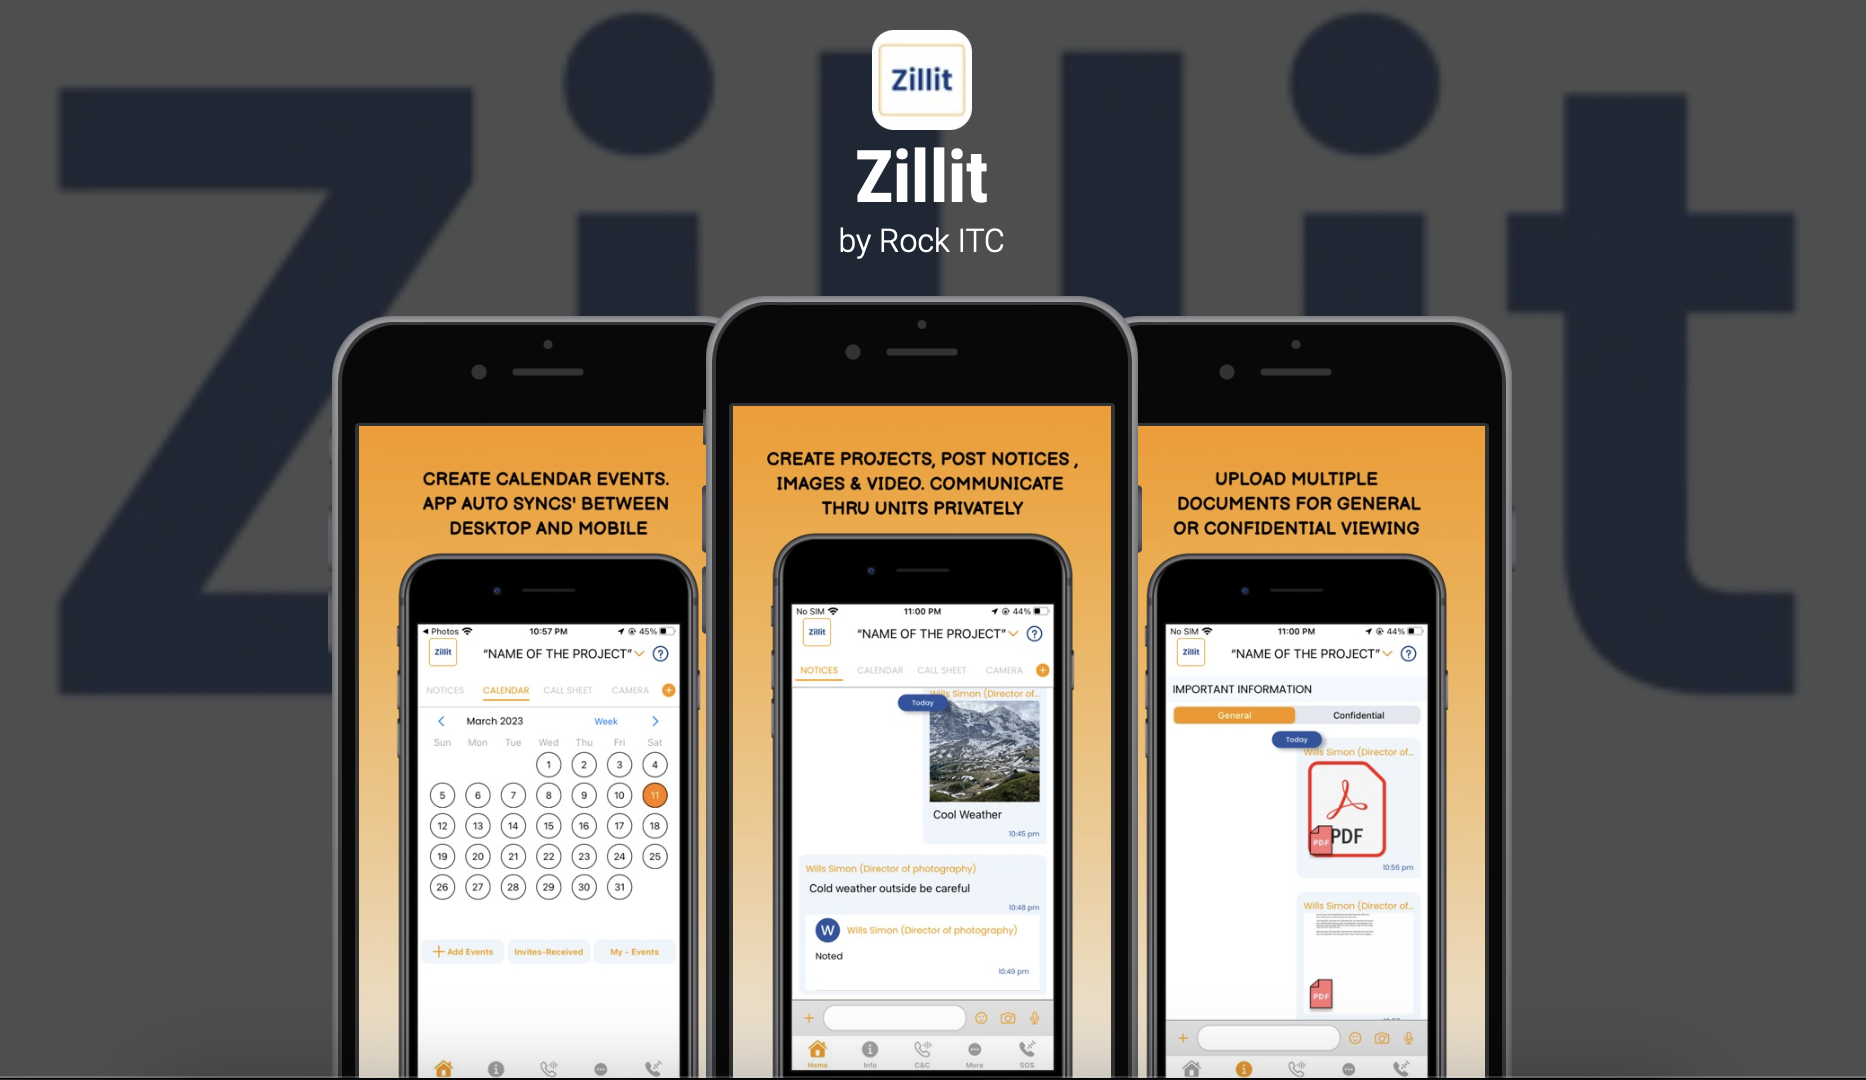 Zillit
Zillit
Zillit
by Rock ITC
CREATE CALENDAR EVENTS.
APP AUTO SYNCS' BETWEEN
DESKTOP AND MOBILE
Photos
10:57 PM
45%
Zillit
"NAME OF THE PROJECT"
?
NOTICES CALENDAR CALL SHEET CAMERA +
March 2023
Week
Sun Mon Tue Wed Thu Fri Sat
1 2 3 4
5 6 7 8 9 10 11
12 13 14 15 16 17 18
19 20 21 22 23 24 25
26 27 28 29 30 31
+ Add Events
Invites-Received
My - Events
CREATE PROJECTS, POST NOTICES ,
IMAGES & VIDEO. COMMUNICATE
THRU UNITS PRIVATELY
No SIM
11:00 PM
44%
Zillit
"NAME OF THE PROJECT"
?
NOTICES CALENDAR CALL SHEET CAMERA +
Wills Simon (Director of...
Today
Cool Weather
10:45 pm
Wills Simon (Director of photography)
Cold weather outside be careful
10:48 pm
W
Wills Simon (Director of photography)
Noted
10:49 pm
+
Home Info C&C More SOS
UPLOAD MULTIPLE
DOCUMENTS FOR GENERAL
OR CONFIDENTIAL VIEWING
No SIM
11:00 PM
44%
Zillit
"NAME OF THE PROJECT"
?
IMPORTANT INFORMATION
General
Confidential
Today
Wills Simon (Director of...
PDF
PDF
10:56 pm
Wills Simon (Director of...
PDF
+